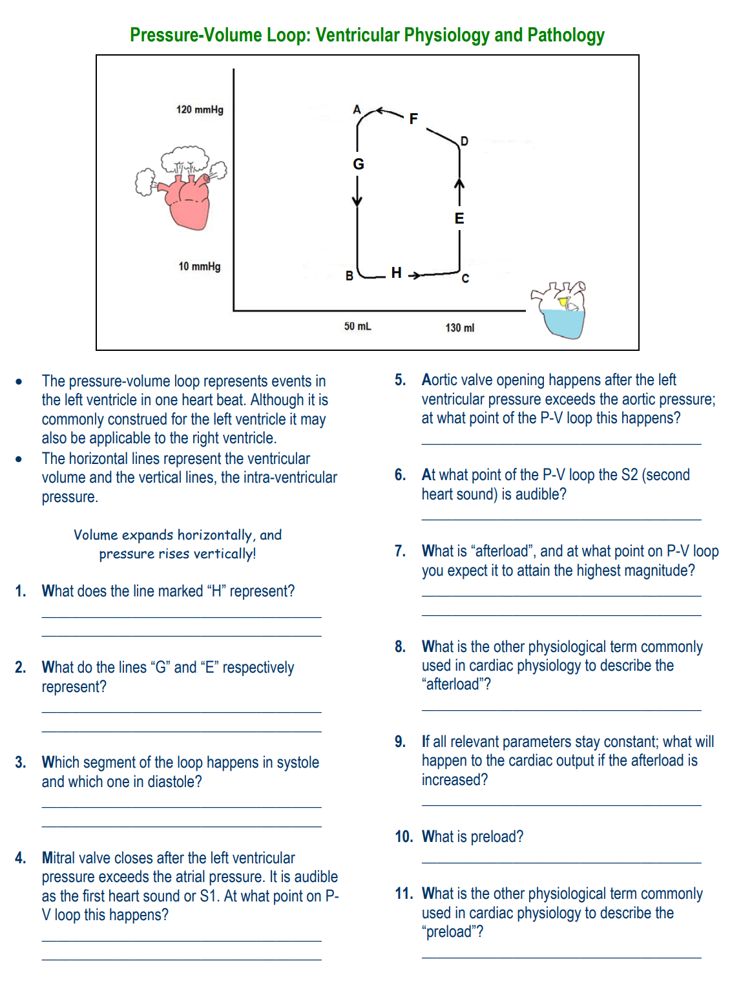 Pressure-Volume Loop: Ventricular Physiology and Pathology
120 mmHg
A
F
D
G
E
10 mmHg
B
H
C
50 mL
130 ml
• The pressure-volume loop represents events in
the left ventricle in one heart beat. Although it is
commonly construed for the left ventricle it may
also be applicable to the right ventricle.
• The horizontal lines represent the ventricular
volume and the vertical lines, the intra-ventricular
pressure.
Volume expands horizontally, and
pressure rises vertically!
1. What does the line marked “H” represent?
2. What do the lines “G” and “E” respectively
represent?
3. Which segment of the loop happens in systole
and which one in diastole?
4. Mitral valve closes after the left ventricular
pressure exceeds the atrial pressure. It is audible
as the first heart sound or S1. At what point on P-
V loop this happens?
5. Aortic valve opening happens after the left
ventricular pressure exceeds the aortic pressure;
at what point of the P-V loop this happens?
6. At what point of the P-V loop the S2 (second
heart sound) is audible?
7. What is “afterload”, and at what point on P-V loop
you expect it to attain the highest magnitude?
8. What is the other physiological term commonly
used in cardiac physiology to describe the
“afterload”?
9. If all relevant parameters stay constant; what will
happen to the cardiac output if the afterload is
increased?
10. What is preload?
11. What is the other physiological term commonly
used in cardiac physiology to describe the
“preload”?